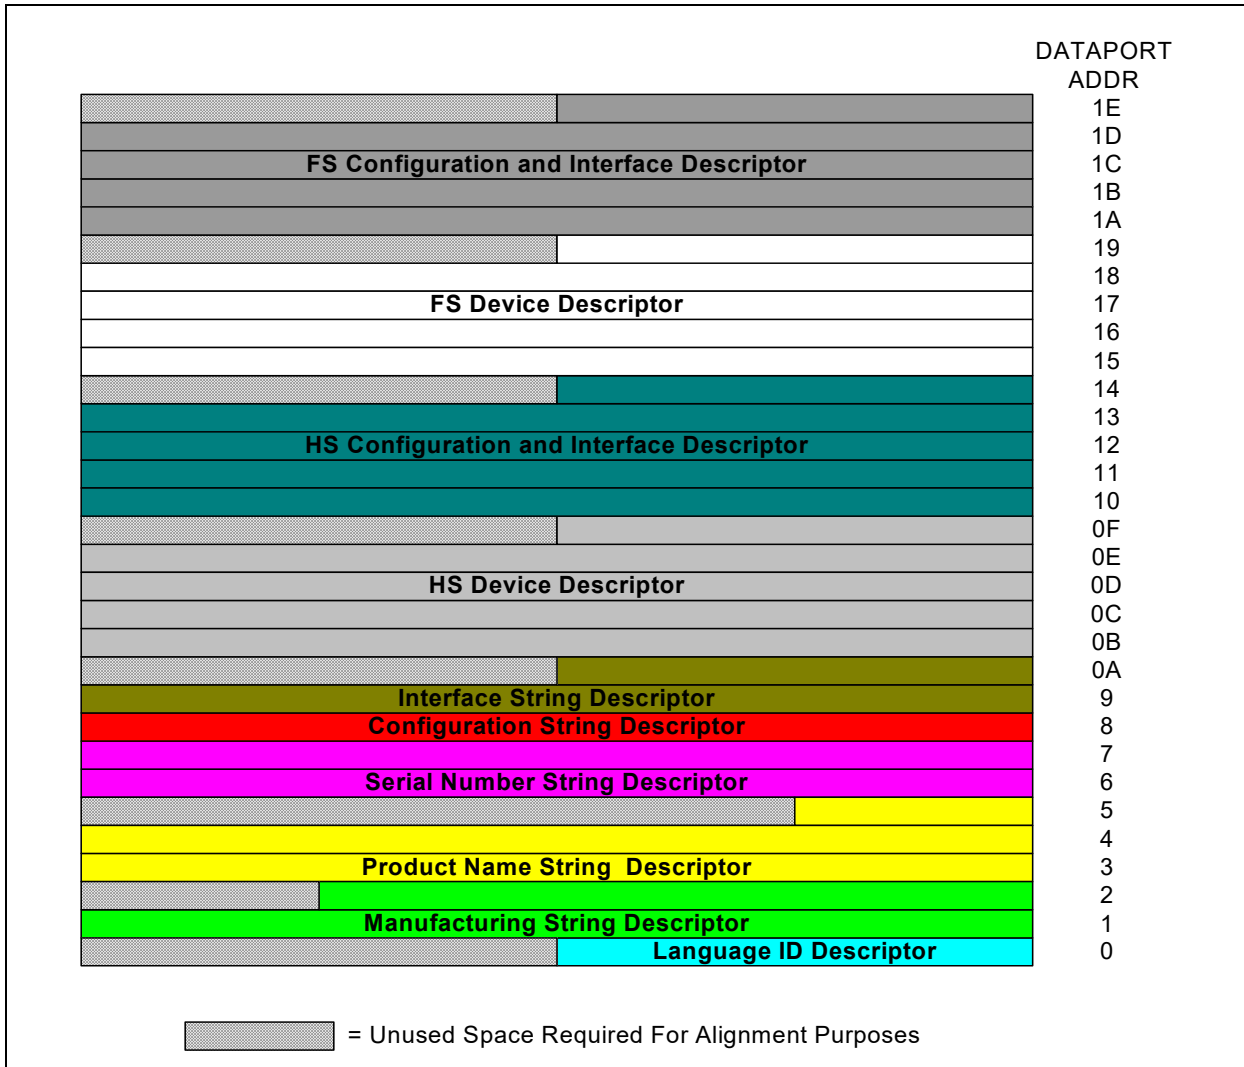 DATAPORT
ADDR
1E
1D
FS Configuration and Interface Descriptor 1C
1B
1A
19
18
FS Device Descriptor 17
16
15
14
13
HS Configuration and Interface Descriptor 12
11
10
0F
0E
HS Device Descriptor 0D
0C
0B
0A
Interface String Descriptor 9
Configuration String Descriptor 8
7
Serial Number String Descriptor 6
5
4
Product Name String Descriptor 3
2
Manufacturing String Descriptor 1
Language ID Descriptor 0
= Unused Space Required For Alignment Purposes